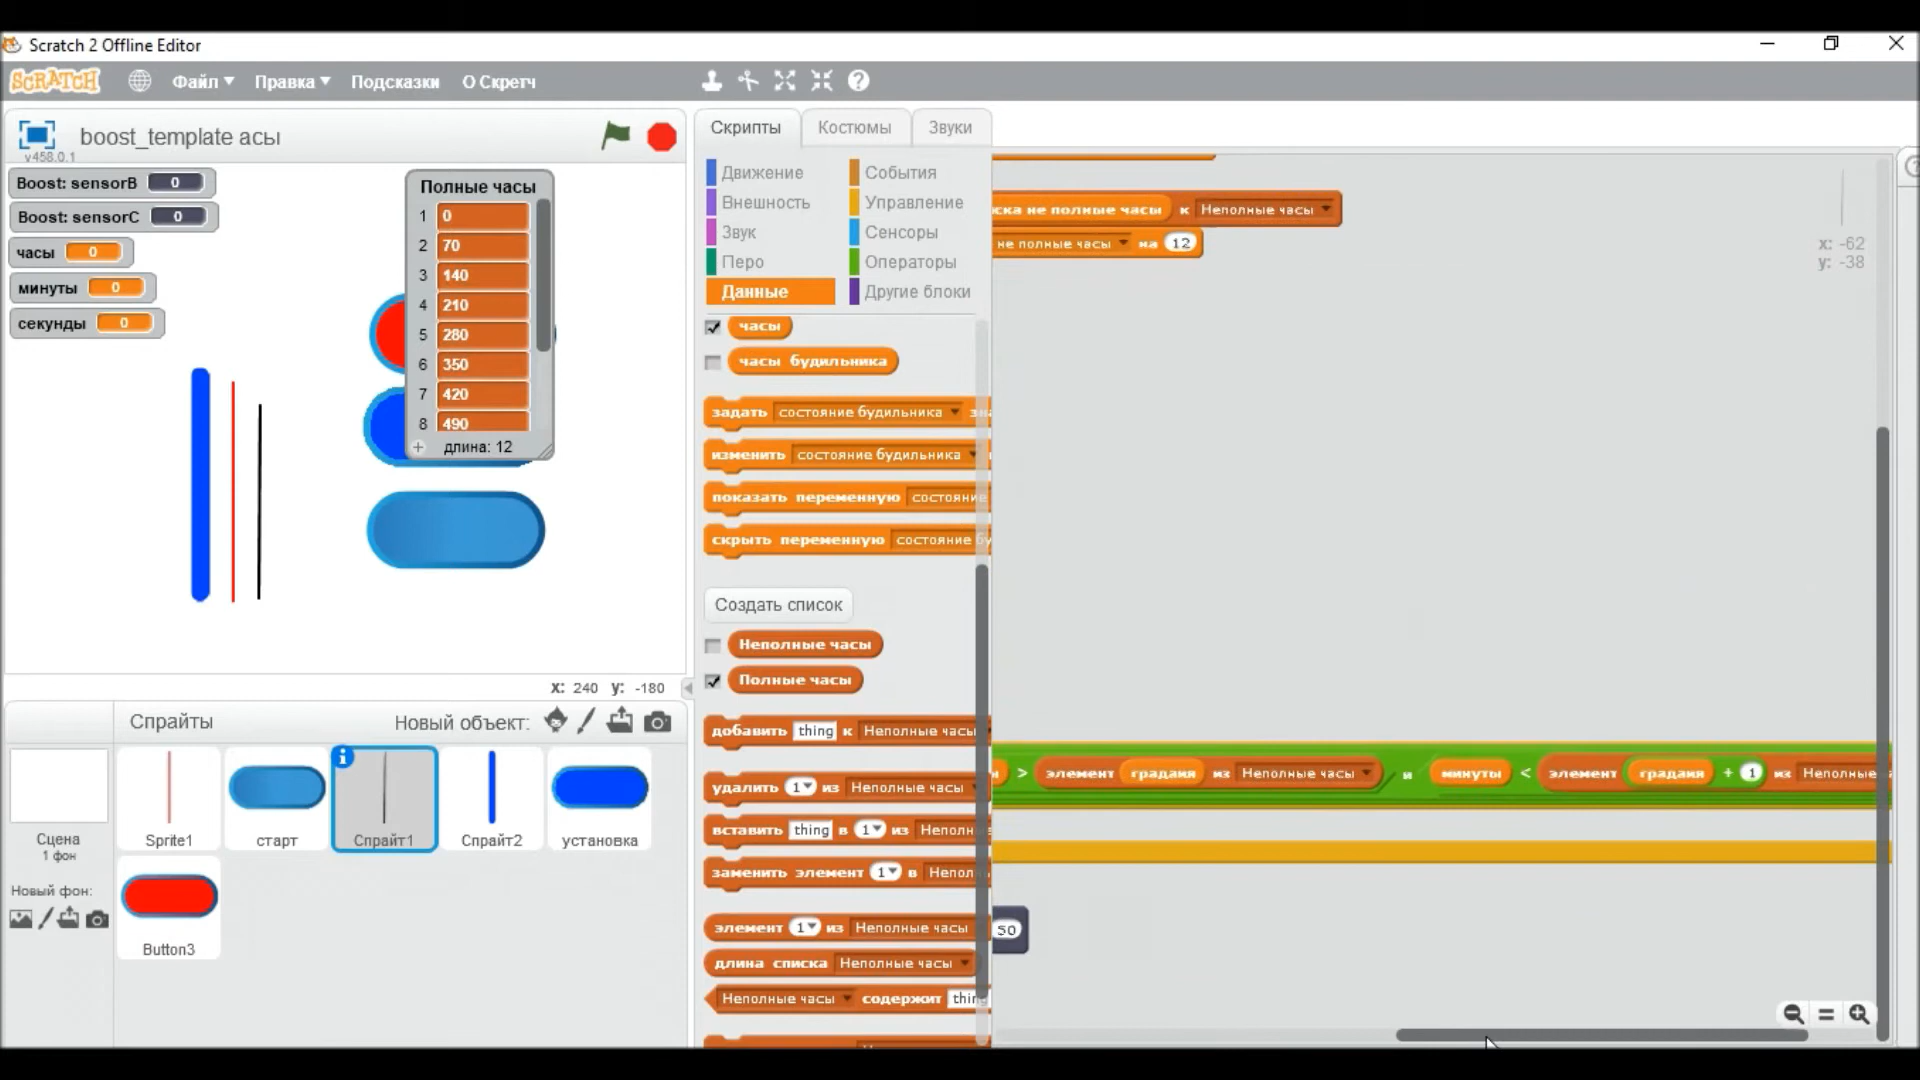 Scratch 2 Offline Editor
SCRATCH Файл Правка Подсказки О Скретч
boost_template асы
v458.0.1
Boost: sensorB 0
Boost: sensorC 0
часы 0
минуты 0
секунды 0
Полные часы
1 0
2 70
3 140
4 210
5 280
6 350
7 420
8 490
+ длина: 12
x: 240 y: -180
Спрайты Новый объект:
Сцена
1 фон
Новый фон:
Sprite1
старт
Спрайт1
Спрайт2
установка
Button3
Скрипты Костюмы Звуки
Движение События
Внешность Управление
Звук Сенсоры
Перо Операторы
Данные Другие блоки
часы
часы будильника
задать состояние будильника
изменить состояние будильника
показать переменную
скрыть переменную
Создать список
Неполные часы
Полные часы
добавить thing к Неполные часы
удалить 1 из Неполные часы
вставить thing в 1 из
заменить элемент 1 в
элемент 1 из Неполные часы
длина списка Неполные часы
Неполные часы содержит
не полные часы к Неполные часы
не полные часы на 12
x: -62
y: -38
> элемент градация из Неполные часы и минуты < элемент градация + 1 из
50